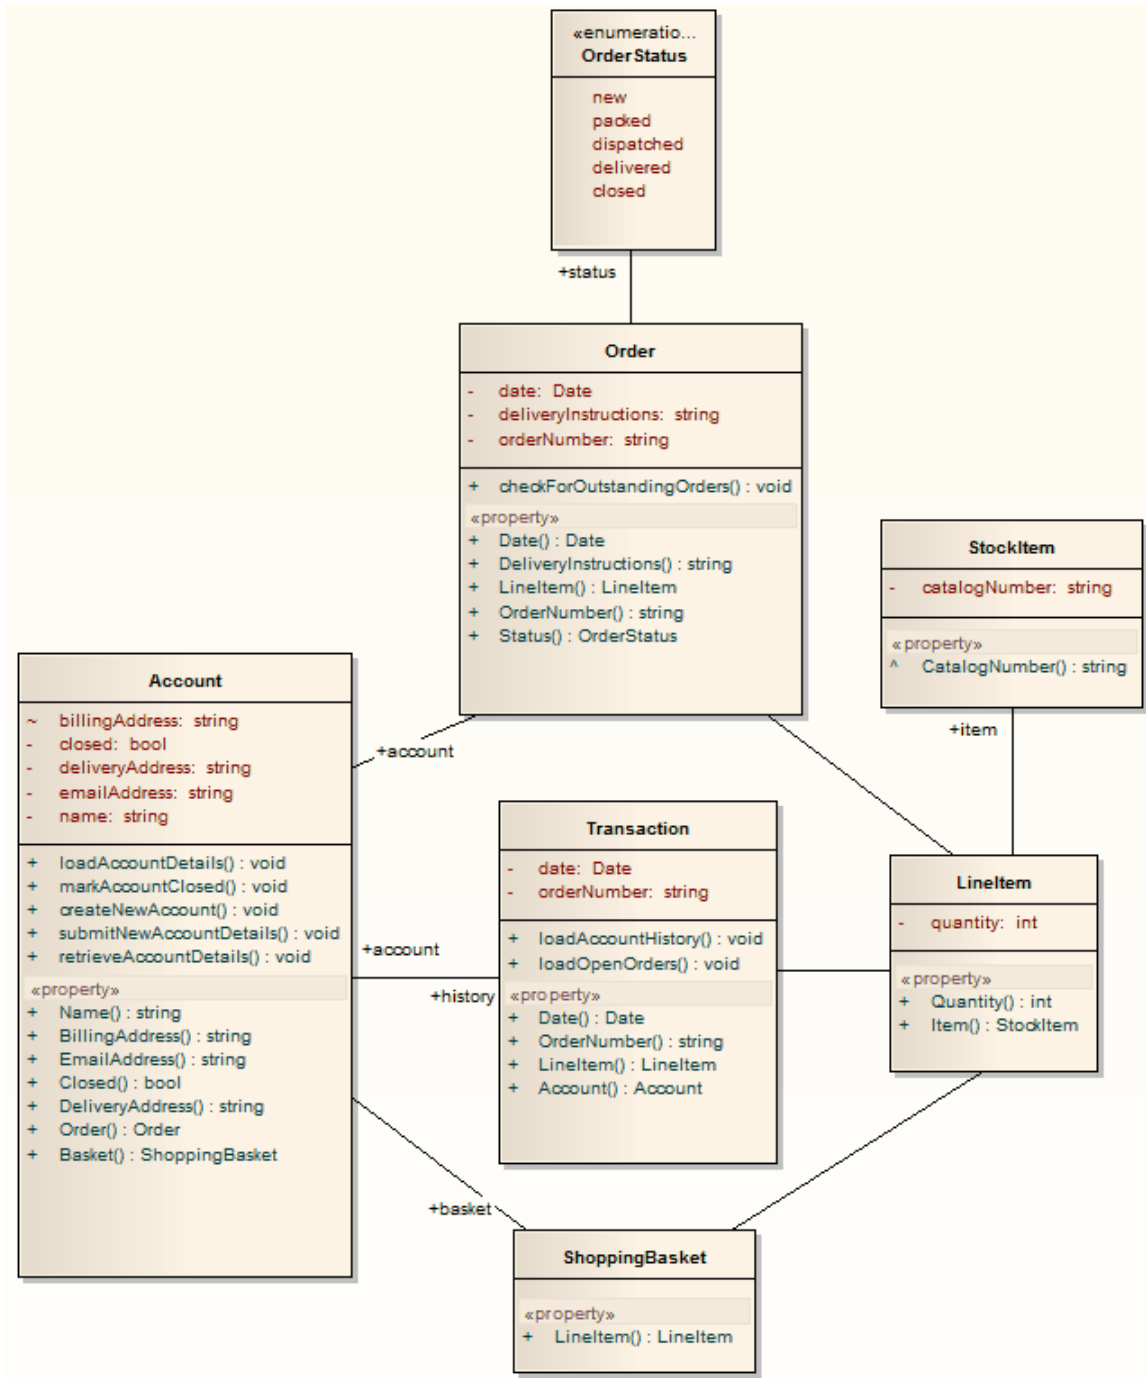 «enumeratio...
OrderStatus
new
packed
dispatched
delivered
closed
+status
Order
- date: Date
- deliveryInstructions: string
- orderNumber: string
+ checkForOutstandingOrders() : void
«property»
+ Date() : Date
+ DeliveryInstructions() : string
+ LineItem() : LineItem
+ OrderNumber() : string
+ Status() : OrderStatus
StockItem
- catalogNumber: string
«property»
^ CatalogNumber() : string
+item
Account
~ billingAddress: string
- closed: bool
- deliveryAddress: string
- emailAddress: string
- name: string
+ loadAccountDetails() : void
+ markAccountClosed() : void
+ createNewAccount() : void
+ submitNewAccountDetails() : void
+ retrieveAccountDetails() : void
«property»
+ Name() : string
+ BillingAddress() : string
+ EmailAddress() : string
+ Closed() : bool
+ DeliveryAddress() : string
+ Order() : Order
+ Basket() : ShoppingBasket
+account
+account
+history
+basket
Transaction
- date: Date
- orderNumber: string
+ loadAccountHistory() : void
+ loadOpenOrders() : void
«property»
+ Date() : Date
+ OrderNumber() : string
+ LineItem() : LineItem
+ Account() : Account
LineItem
- quantity: int
«property»
+ Quantity() : int
+ Item() : StockItem
ShoppingBasket
«property»
+ LineItem() : LineItem